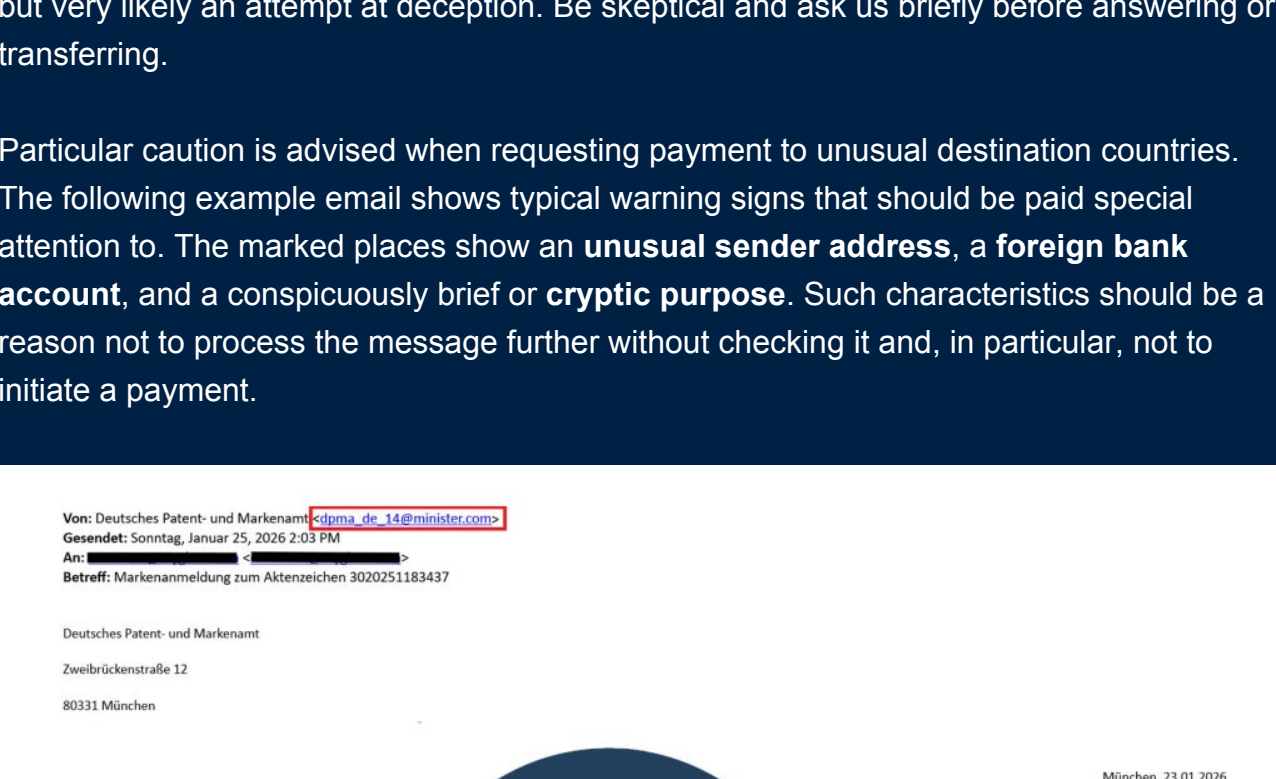 but very likely an attempt at deception. Be skeptical and ask us briefly before answering or
transferring.
Particular caution is advised when requesting payment to unusual destination countries.
The following example email shows typical warning signs that should be paid special
attention to. The marked places show an unusual sender address, a foreign bank
account, and a conspicuously brief or cryptic purpose. Such characteristics should be a
reason not to process the message further without checking it and, in particular, not to
initiate a payment.
Von: Deutsches Patent- und Markenamt <dpma_de_14@minister.com>
Gesendet: Sonntag, Januar 25, 2026 2:03 PM
An: < >
Betreff: Markenanmeldung zum Aktenzeichen 3020251183437
Deutsches Patent- und Markenamt
Zweibrückenstraße 12
80331 München
München, 23.01.2026